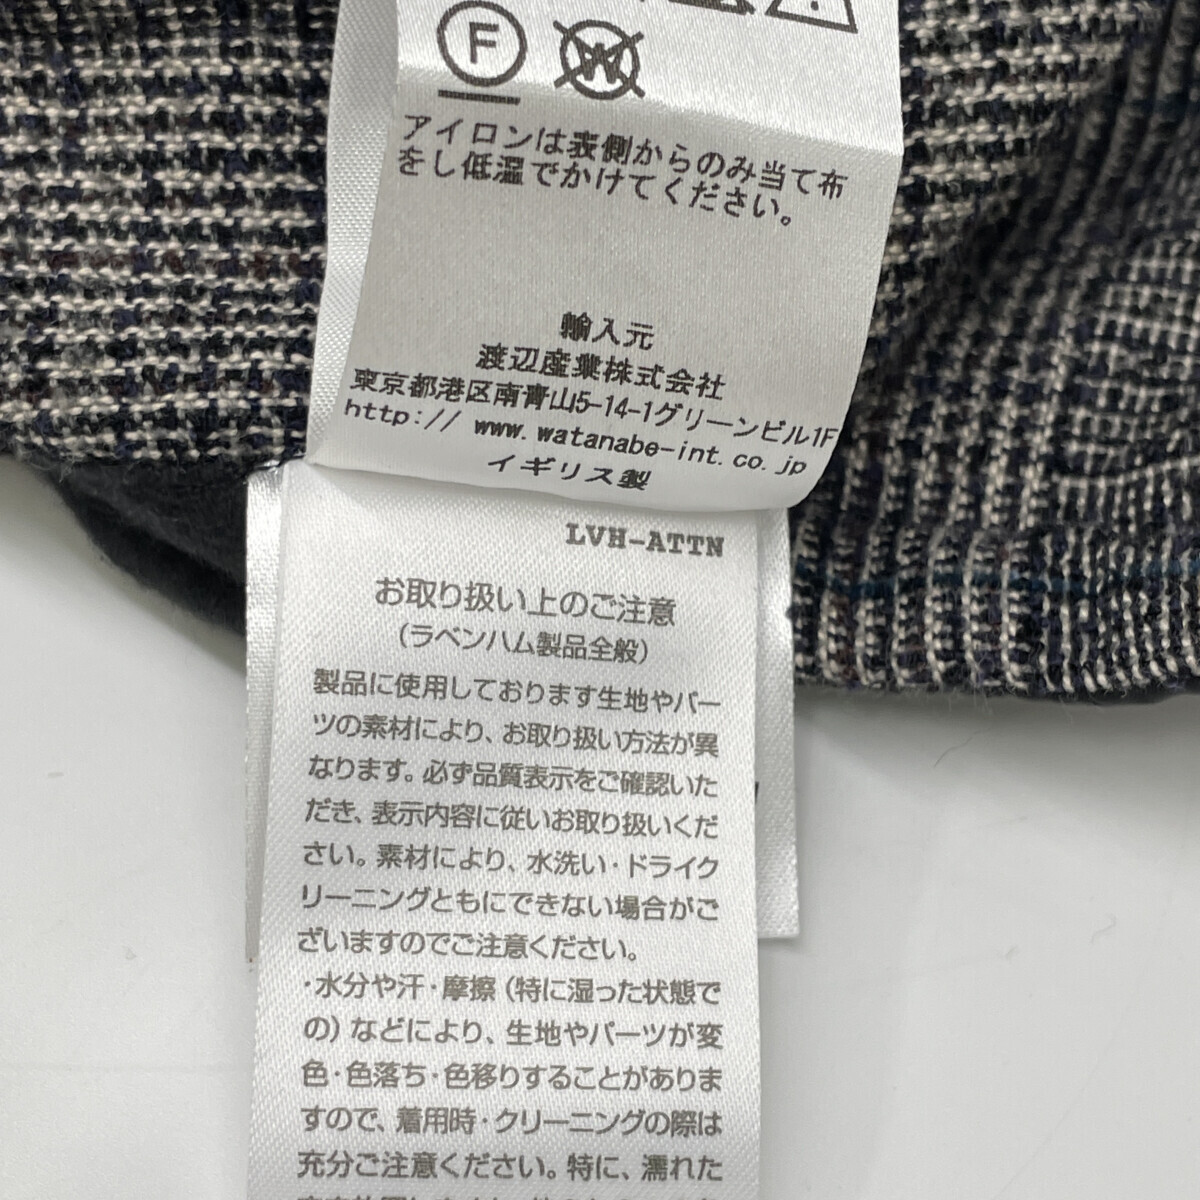 F W
アイロンは表側からのみ当て布
をし低温でかけてください。
輸入元
渡辺産業株式会社
東京都港区南青山5-14-1グリーンビル1F
http:// www.watanabe-int.co.jp
イギリス製
LVH-ATTN
お取り扱い上のご注意
(ラベンハム製品全般)
製品に使用しております生地やパー
ツの素材により、お取り扱い方法が異
なります。必ず品質表示をご確認いた
だき、表示内容に従いお取り扱いくだ
さい。素材により、水洗い・ドライク
リーニングともにできない場合がご
ざいますのでご注意ください。
・水分や汗・摩擦(特に湿った状態で
の)などにより、生地やパーツが変
色・色落ち・色移りすることがありま
すので、着用時・クリーニングの際は
充分ご注意ください。特に、濡れた